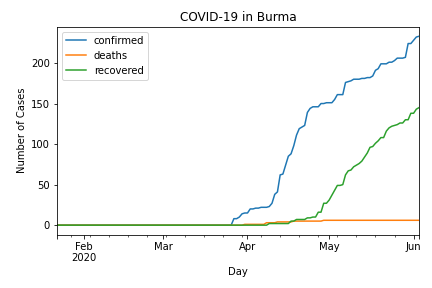 COVID-19 in Burma
confirmed
deaths
recovered
Number of Cases
200
150
100
50
0
Feb
2020
Mar
Apr
May
Jun
Day